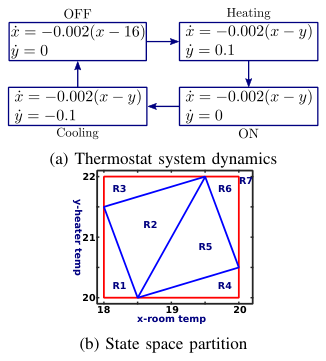 OFF
Heating
ẋ = −0.002(x − 16)
ẏ = 0
ẋ = −0.002(x − y)
ẏ = 0.1
ẋ = −0.002(x − y)
ẏ = −0.1
ẋ = −0.002(x − y)
ẏ = 0
Cooling
ON
(a) Thermostat system dynamics
22
R3
R6
R7
R2
21
R5
R1
R4
20
18
19
20
y-heater temp
x-room temp
(b) State space partition